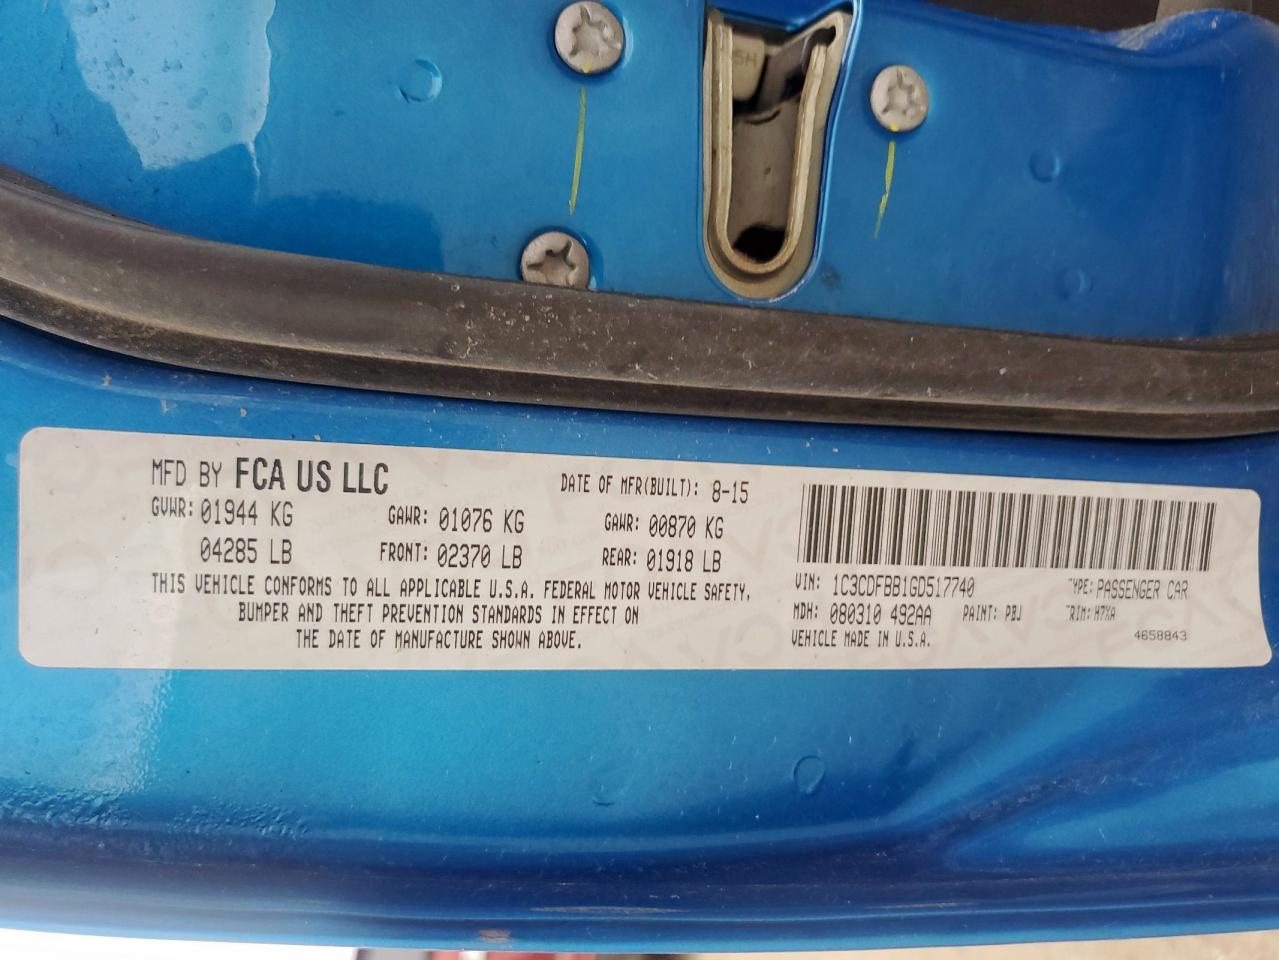 SH
MFD BY FCA US LLC
DATE OF MFR(BUILT): 8-15
GVWR: 01944 KG GAWR: 01076 KG GAWR: 00870 KG
04285 LB FRONT: 02370 LB REAR: 01918 LB
THIS VEHICLE CONFORMS TO ALL APPLICABLE U.S.A. FEDERAL MOTOR VEHICLE SAFETY,
BUMPER AND THEFT PREVENTION STANDARDS IN EFFECT ON
THE DATE OF MANUFACTURE SHOWN ABOVE.
VIN: 1C3CDFBB1GD517740 TYPE: PASSENGER CAR
MDH: 080310 492AA PAINT: PBJ TRIM: H7XA
VEHICLE MADE IN U.S.A. 4658843